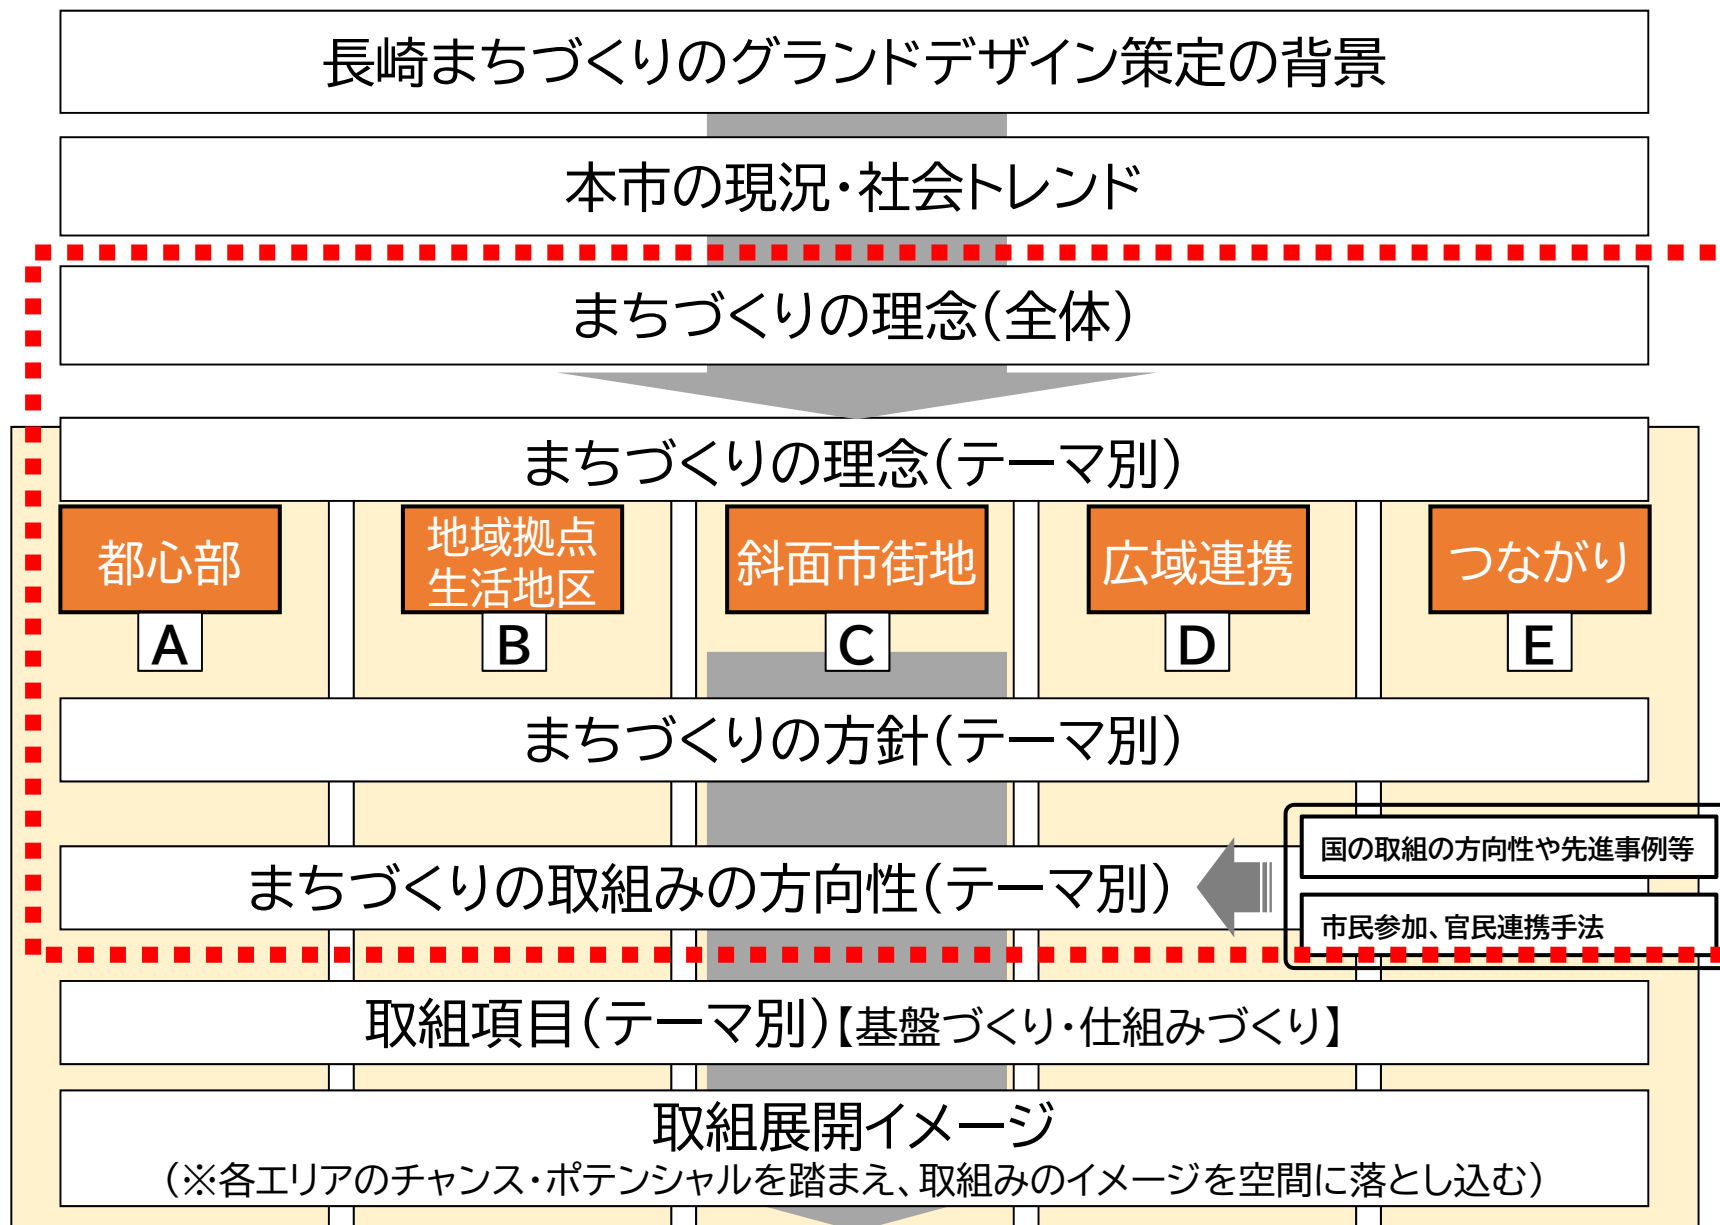 長崎まちづくりのグランドデザイン策定の背景
本市の現況・社会トレンド
まちづくりの理念（全体）
まちづくりの理念（テーマ別）
都心部
A
地域拠点
生活地区
B
斜面市街地
C
広域連携
D
つながり
E
まちづくりの方針（テーマ別）
まちづくりの取組みの方向性（テーマ別）
国の取組の方向性や先進事例等
市民参加、官民連携手法
取組項目（テーマ別）【基盤づくり・仕組みづくり】
取組展開イメージ
（※各エリアのチャンス・ポテンシャルを踏まえ、取組みのイメージを空間に落とし込む）